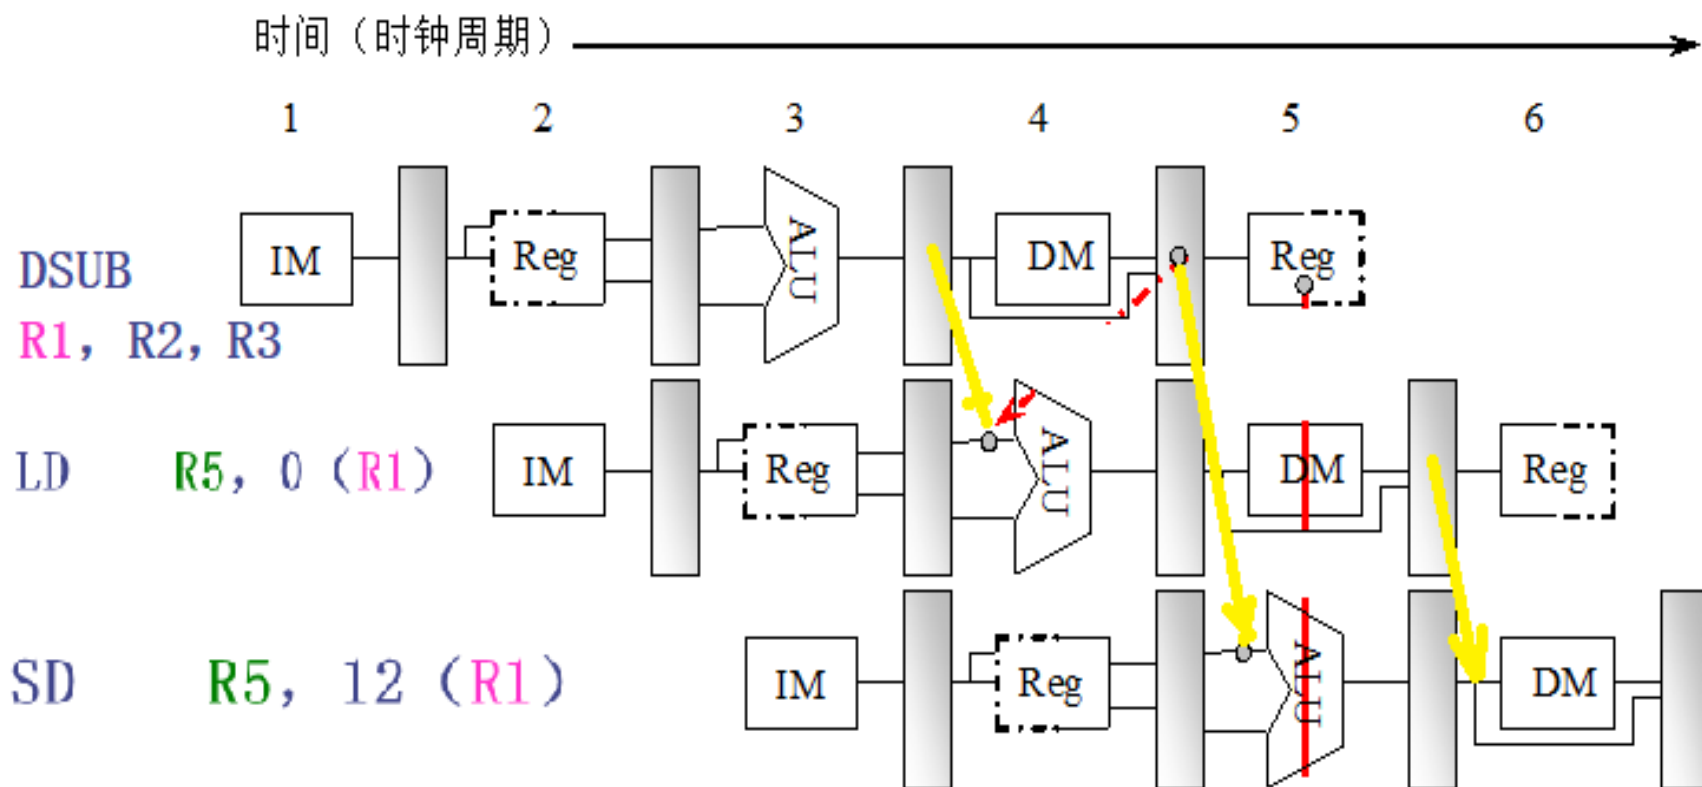 时间（时钟周期）
1 2 3 4 5 6
IM Reg ALU DM Reg
DSUB
R1, R2, R3
LD R5, 0 (R1) IM Reg ALU DM Reg
SD R5, 12 (R1) IM Reg ALU DM